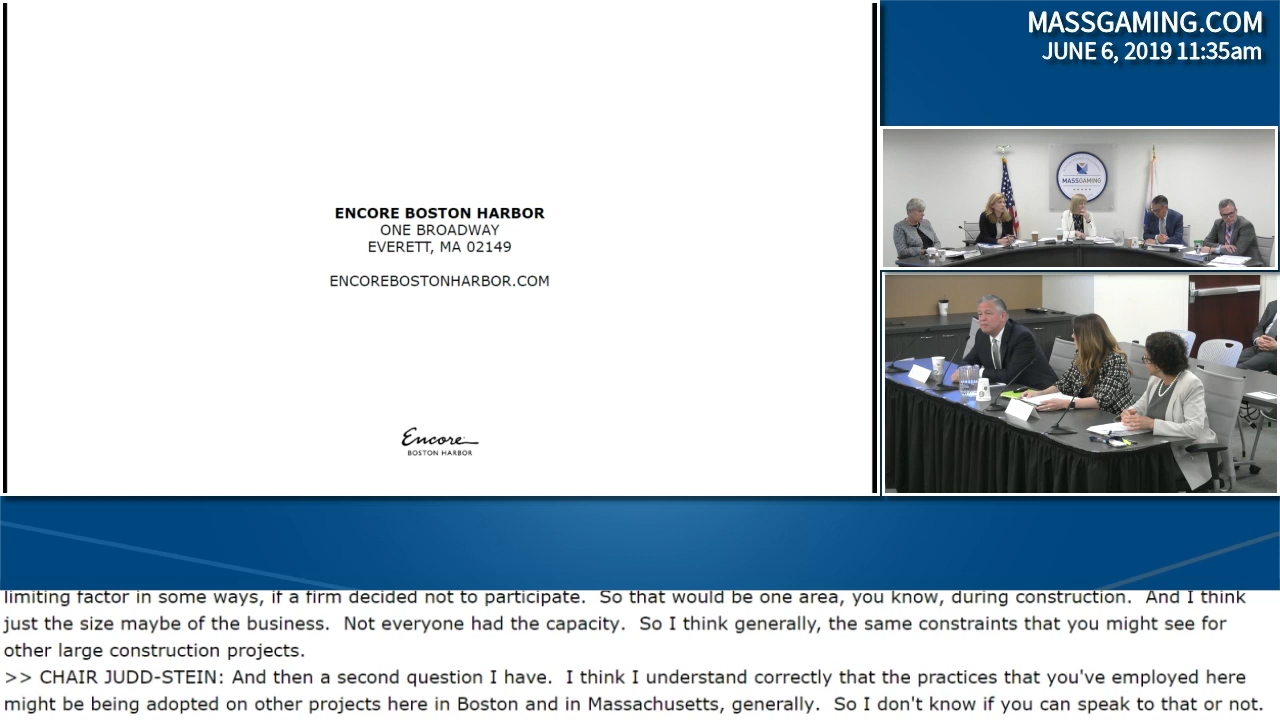 MASSGAMING.COM
JUNE 6, 2019 11:35am
ENCORE BOSTON HARBOR
ONE BROADWAY
EVERETT, MA 02149
ENCOREBOSTONHARBOR.COM
Encore
BOSTON HARBOR
MASSGAMING
limiting factor in some ways, if a firm decided not to participate.  So that would be one area, you know, during construction.  And I think
just the size maybe of the business.  Not everyone had the capacity.  So I think generally, the same constraints that you might see for
other large construction projects.
>> CHAIR JUDD-STEIN: And then a second question I have.  I think I understand correctly that the practices that you've employed here
might be being adopted on other projects here in Boston and in Massachusetts, generally.  So I don't know if you can speak to that or not.